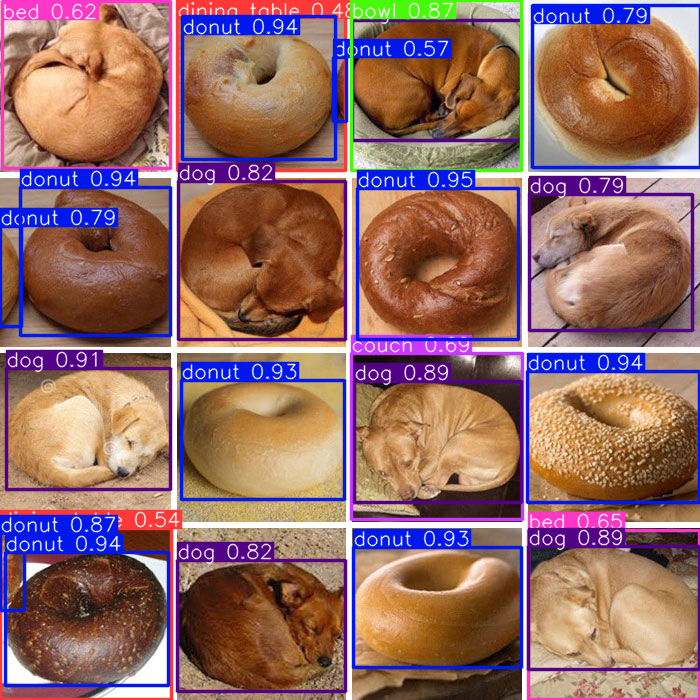 bed 0.62
dining table 0.48
donut 0.94
donut 0.57
bowl 0.87
donut 0.79
donut 0.94
donut 0.79
dog 0.82
donut 0.95
dog 0.79
dog 0.91
donut 0.93
couch 0.69
dog 0.89
donut 0.94
0.54
donut 0.87
donut 0.94
dog 0.82
donut 0.93
bed 0.65
dog 0.89